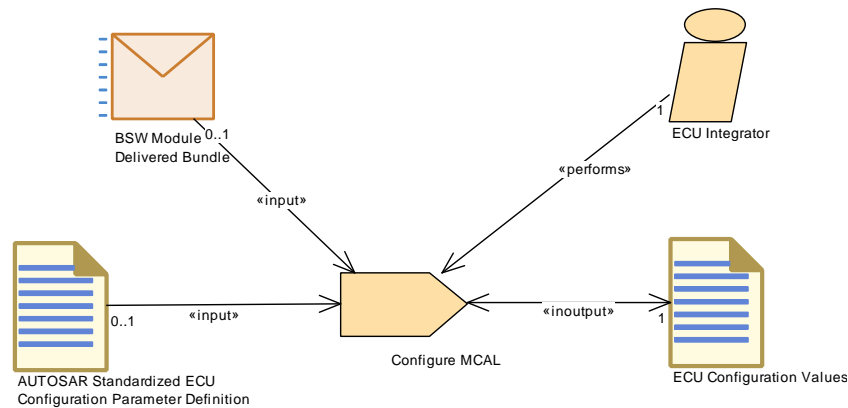 BSW Module
Delivered Bundle
0..1
ECU Integrator
1
«input»
«performs»
0..1
«input»
«inoutput»
1
Configure MCAL
AUTOSAR Standardized ECU
Configuration Parameter Definition
ECU Configuration Values